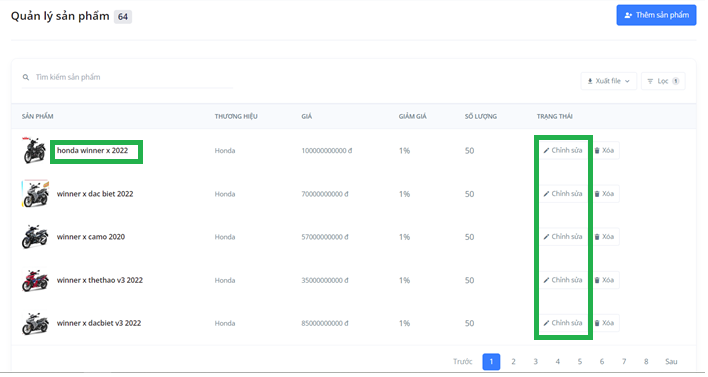 Quản lý sản phẩm 64
Thêm sản phẩm
Tìm kiếm sản phẩm
Xuất file
Lọc 1
SẢN PHẨM THƯƠNG HIỆU GIÁ GIẢM GIÁ SỐ LƯỢNG TRẠNG THÁI
honda winner x 2022 Honda 100000000000 đ 1% 50 Chỉnh sửa Xóa
winner x dac biet 2022 Honda 70000000000 đ 1% 50 Chỉnh sửa Xóa
winner x camo 2020 Honda 57000000000 đ 1% 50 Chỉnh sửa Xóa
winner x thethao v3 2022 Honda 35000000000 đ 1% 50 Chỉnh sửa Xóa
winner x dacbiet v3 2022 Honda 85000000000 đ 1% 50 Chỉnh sửa Xóa
Trước 1 2 3 4 5 6 7 8 Sau